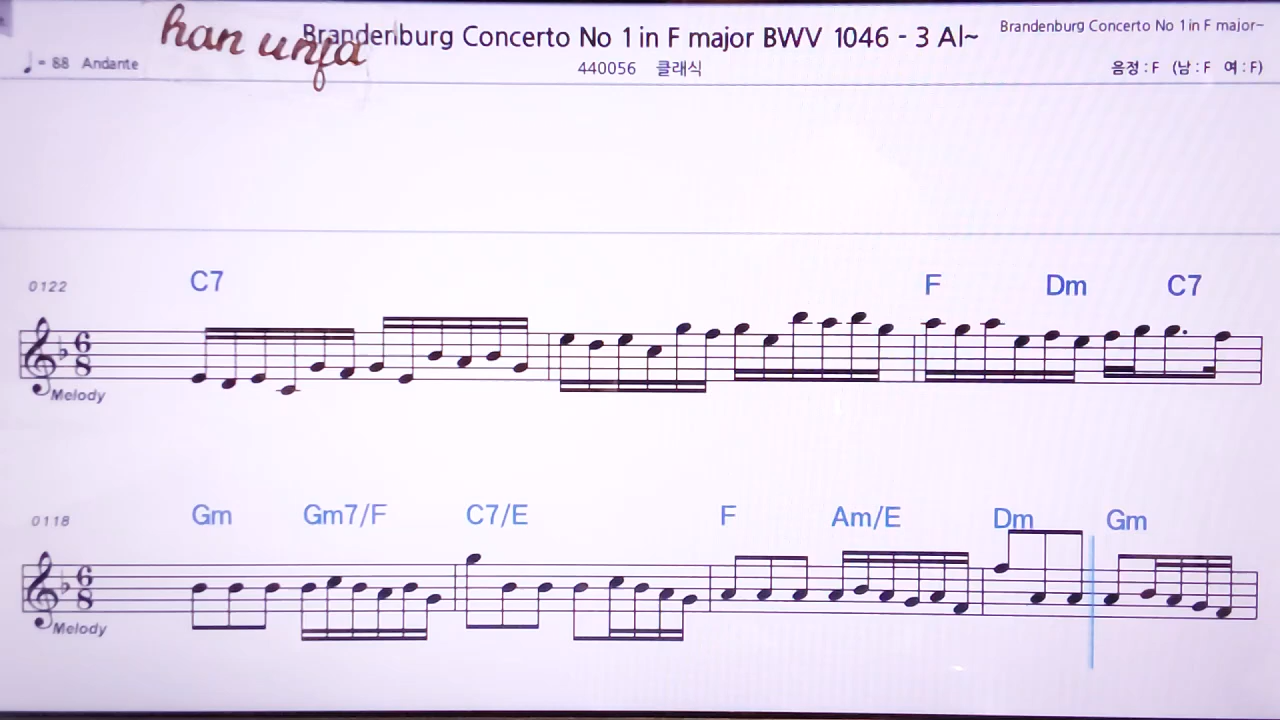 han unfa
Brandenburg Concerto No 1 in F major BWV 1046 - 3 Al~
Brandenburg Concerto No 1 in F major~
♩ = 88 Andante
440056 클래식
음정 : F (남 : F 여 : F)
0122
C7 F Dm C7
6
8
Melody
0118
Gm Gm7/F C7/E F Am/E Dm Gm
6
8
Melody